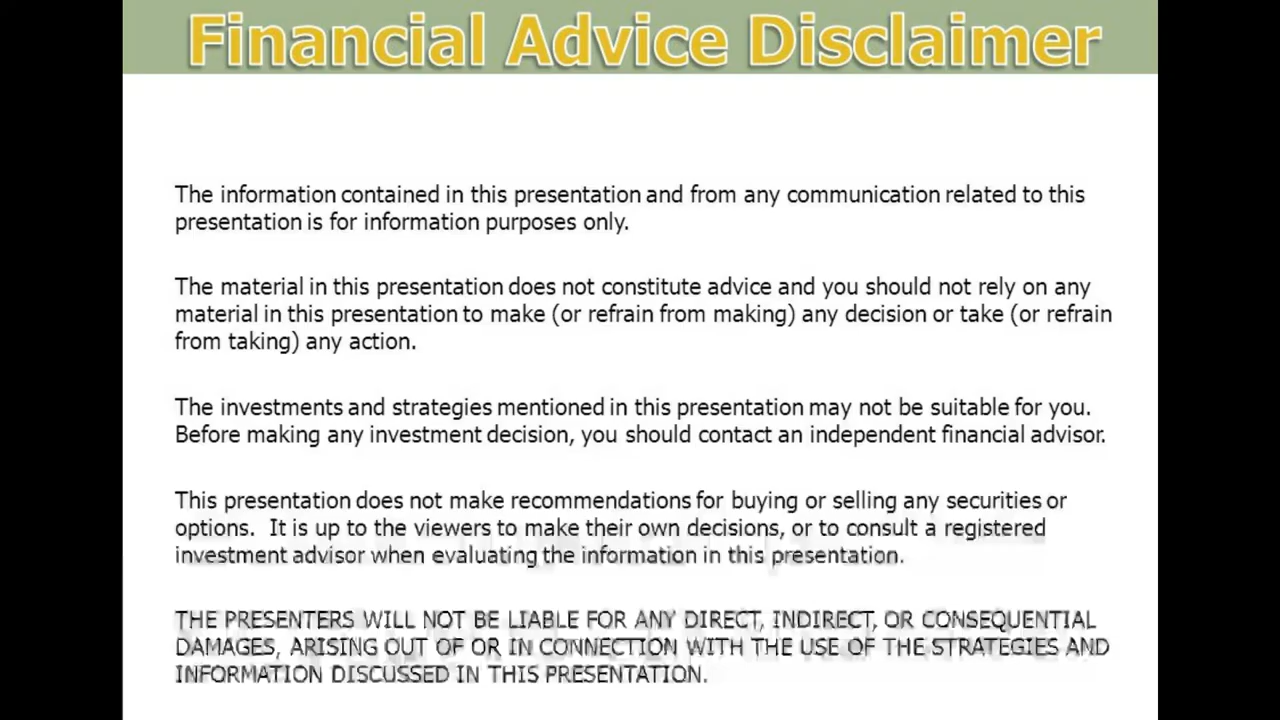 Financial Advice Disclaimer
The information contained in this presentation and from any communication related to this
presentation is for information purposes only.
The material in this presentation does not constitute advice and you should not rely on any
material in this presentation to make (or refrain from making) any decision or take (or refrain
from taking) any action.
The investments and strategies mentioned in this presentation may not be suitable for you.
Before making any investment decision, you should contact an independent financial advisor.
This presentation does not make recommendations for buying or selling any securities or
options.  It is up to the viewers to make their own decisions, or to consult a registered
investment advisor when evaluating the information in this presentation.
THE PRESENTERS WILL NOT BE LIABLE FOR ANY DIRECT, INDIRECT, OR CONSEQUENTIAL
DAMAGES, ARISING OUT OF OR IN CONNECTION WITH THE USE OF THE STRATEGIES AND
INFORMATION DISCUSSED IN THIS PRESENTATION.